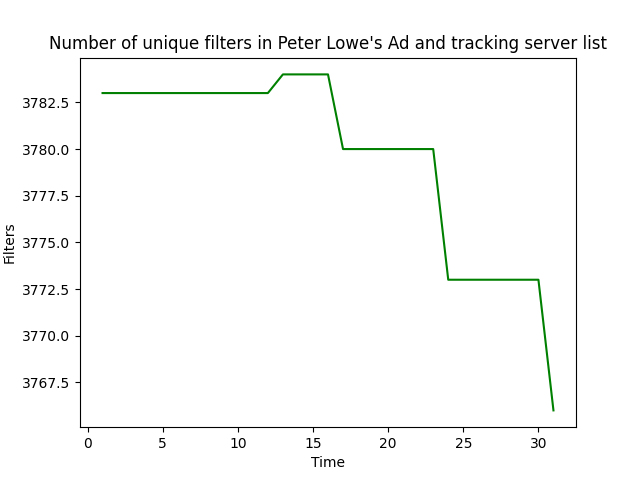 Number of unique filters in Peter Lowe's Ad and tracking server list
3782.5
3780.0
3777.5
3775.0
3772.5
3770.0
3767.5
Filters
0 5 10 15 20 25 30
Time